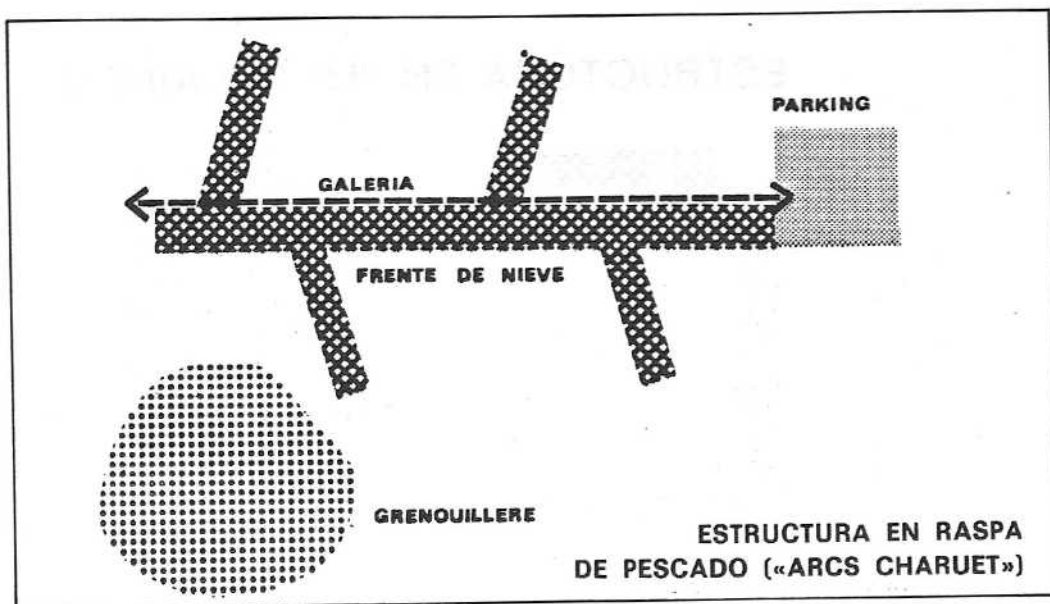 PARKING
GALERIA
FRENTE DE NIEVE
GRENOUILLERE
ESTRUCTURA EN RASPA
DE PESCADO («ARCS CHARUET»)